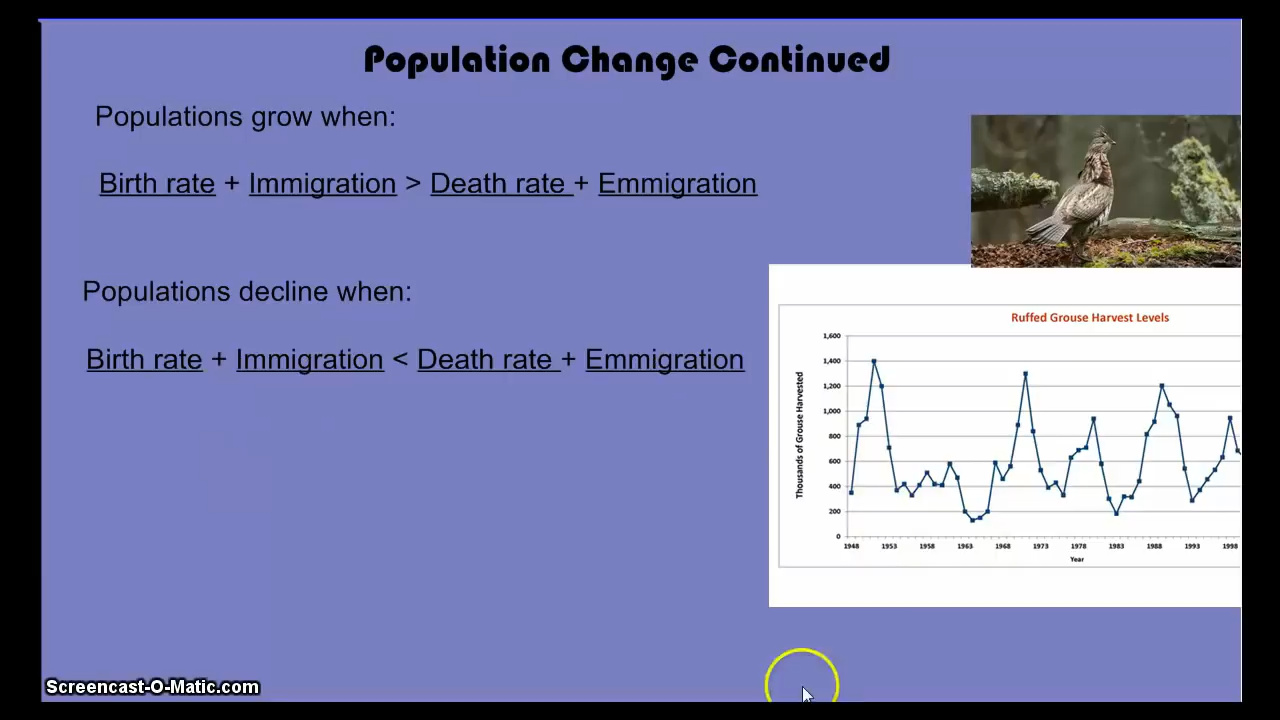 Population Change Continued
Populations grow when:
Birth rate + Immigration > Death rate + Emmigration
Populations decline when:
Birth rate + Immigration < Death rate + Emmigration
Ruffed Grouse Harvest Levels
Thousands of Grouse Harvested
1,600
1,400
1,200
1,000
800
600
400
200
0
1948 1953 1958 1963 1968 1973 1978 1983 1988 1993 1998
Year
Screencast-O-Matic.com